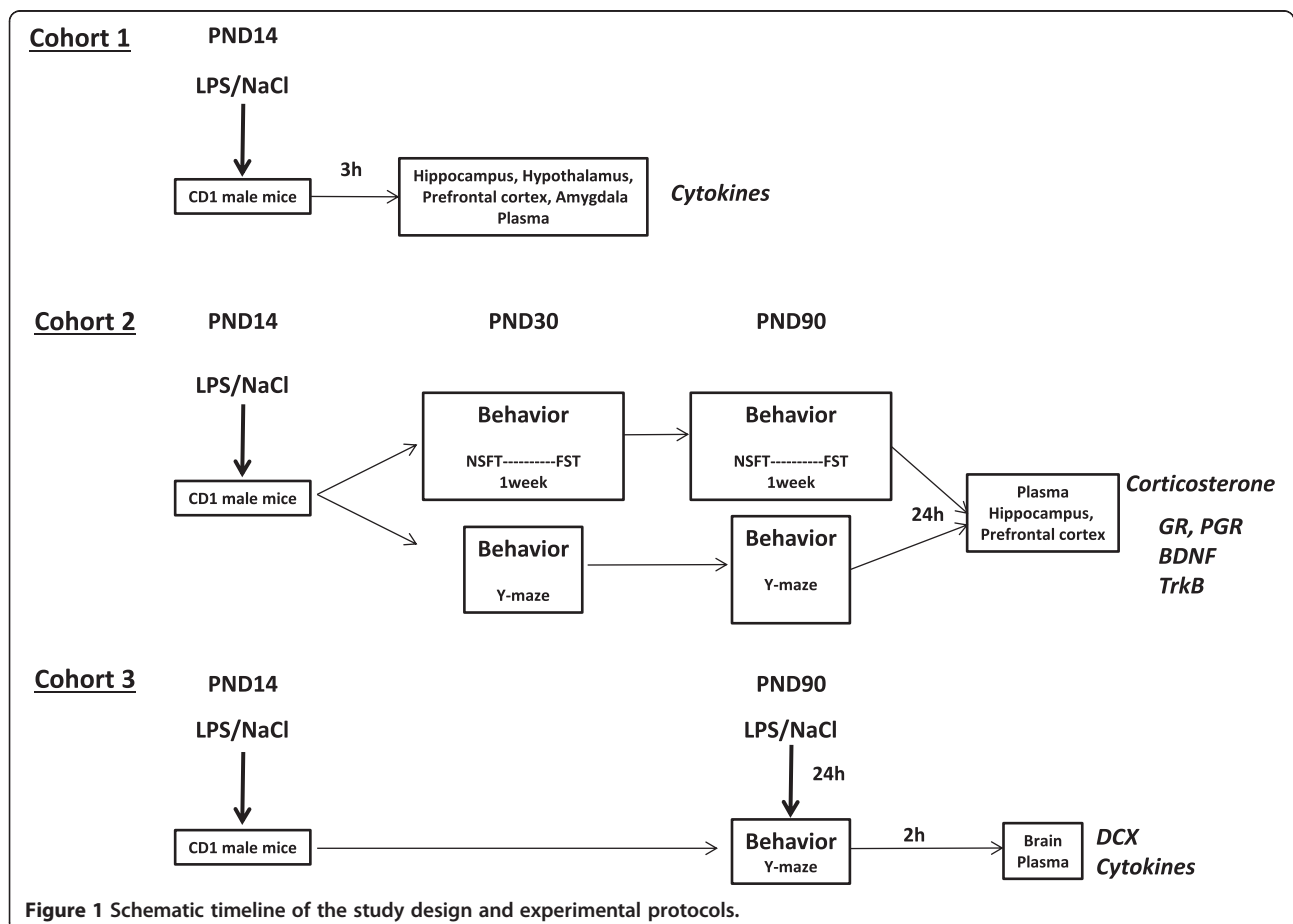 Cohort 1
PND14
LPS/NaCl
CD1 male mice
3h
Hippocampus, Hypothalamus,
Prefrontal cortex, Amygdala
Plasma
Cytokines
Cohort 2
PND14
PND30
PND90
LPS/NaCl
CD1 male mice
Behavior
NSFT----------FST
1week
Behavior
NSFT----------FST
1week
Behavior
Y-maze
Behavior
Y-maze
24h
Plasma
Hippocampus,
Prefrontal cortex
Corticosterone
GR, PGR
BDNF
TrkB
Cohort 3
PND14
PND90
LPS/NaCl
LPS/NaCl
24h
CD1 male mice
Behavior
Y-maze
2h
Brain
Plasma
DCX
Cytokines
Figure 1 Schematic timeline of the study design and experimental protocols.